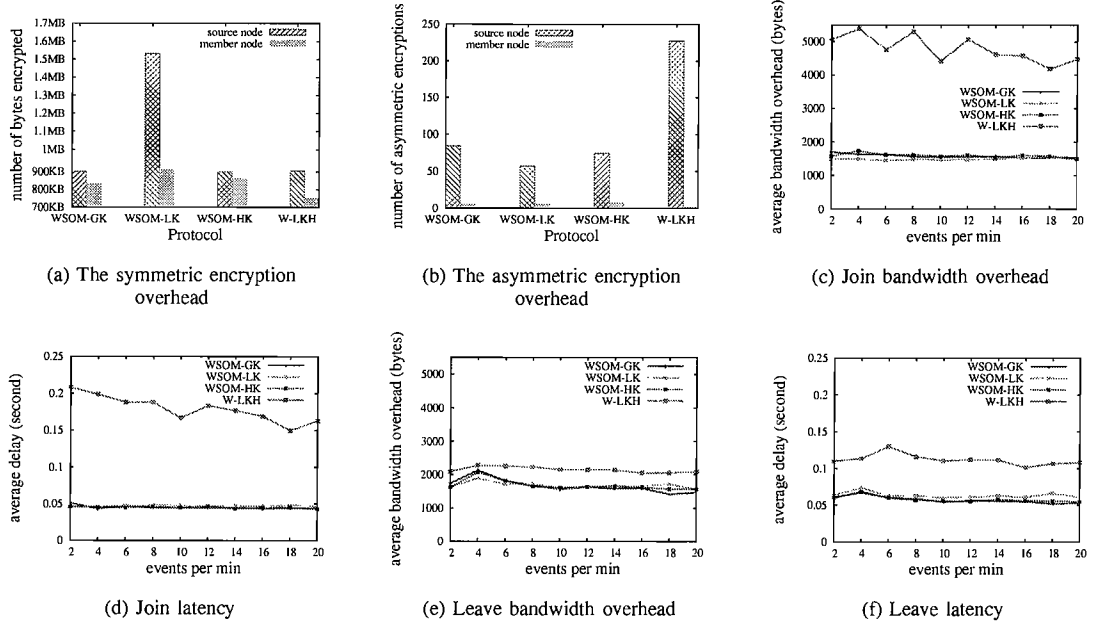 number of bytes encrypted
1.7MB
1.6MB
1.5MB
1.4MB
1.3MB
1.2MB
1.1MB
1MB
900KB
800KB
700KB
source node
member node
WSOM-GK WSOM-LK WSOM-HK W-LKH
Protocol
(a) The symmetric encryption
overhead
number of asymmetric encryptions
250
200
150
100
50
0
source node
member node
WSOM-GK WSOM-LK WSOM-HK W-LKH
Protocol
(b) The asymmetric encryption
overhead
average bandwidth overhead (bytes)
5000
4000
3000
2000
1000
0
WSOM-GK
WSOM-LK
WSOM-HK
W-LKH
2 4 6 8 10 12 14 16 18 20
events per min
(c) Join bandwidth overhead
average delay (second)
0.25
0.2
0.15
0.1
0.05
0
WSOM-GK
WSOM-LK
WSOM-HK
W-LKH
2 4 6 8 10 12 14 16 18 20
events per min
(d) Join latency
average bandwidth overhead (bytes)
5000
4000
3000
2000
1000
0
WSOM-GK
WSOM-LK
WSOM-HK
W-LKH
2 4 6 8 10 12 14 16 18 20
events per min
(e) Leave bandwidth overhead
average delay (second)
0.25
0.2
0.15
0.1
0.05
0
WSOM-GK
WSOM-LK
WSOM-HK
W-LKH
2 4 6 8 10 12 14 16 18 20
events per min
(f) Leave latency